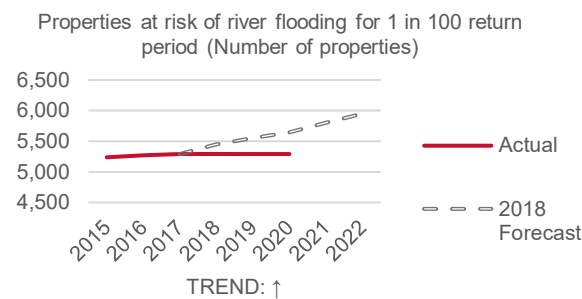 Properties at risk of river flooding for 1 in 100 return
period (Number of properties)
6,500
6,000
5,500
5,000
4,500
2015
2016
2017
2018
2019
2020
2021
2022
Actual
2018
Forecast
TREND: ↑